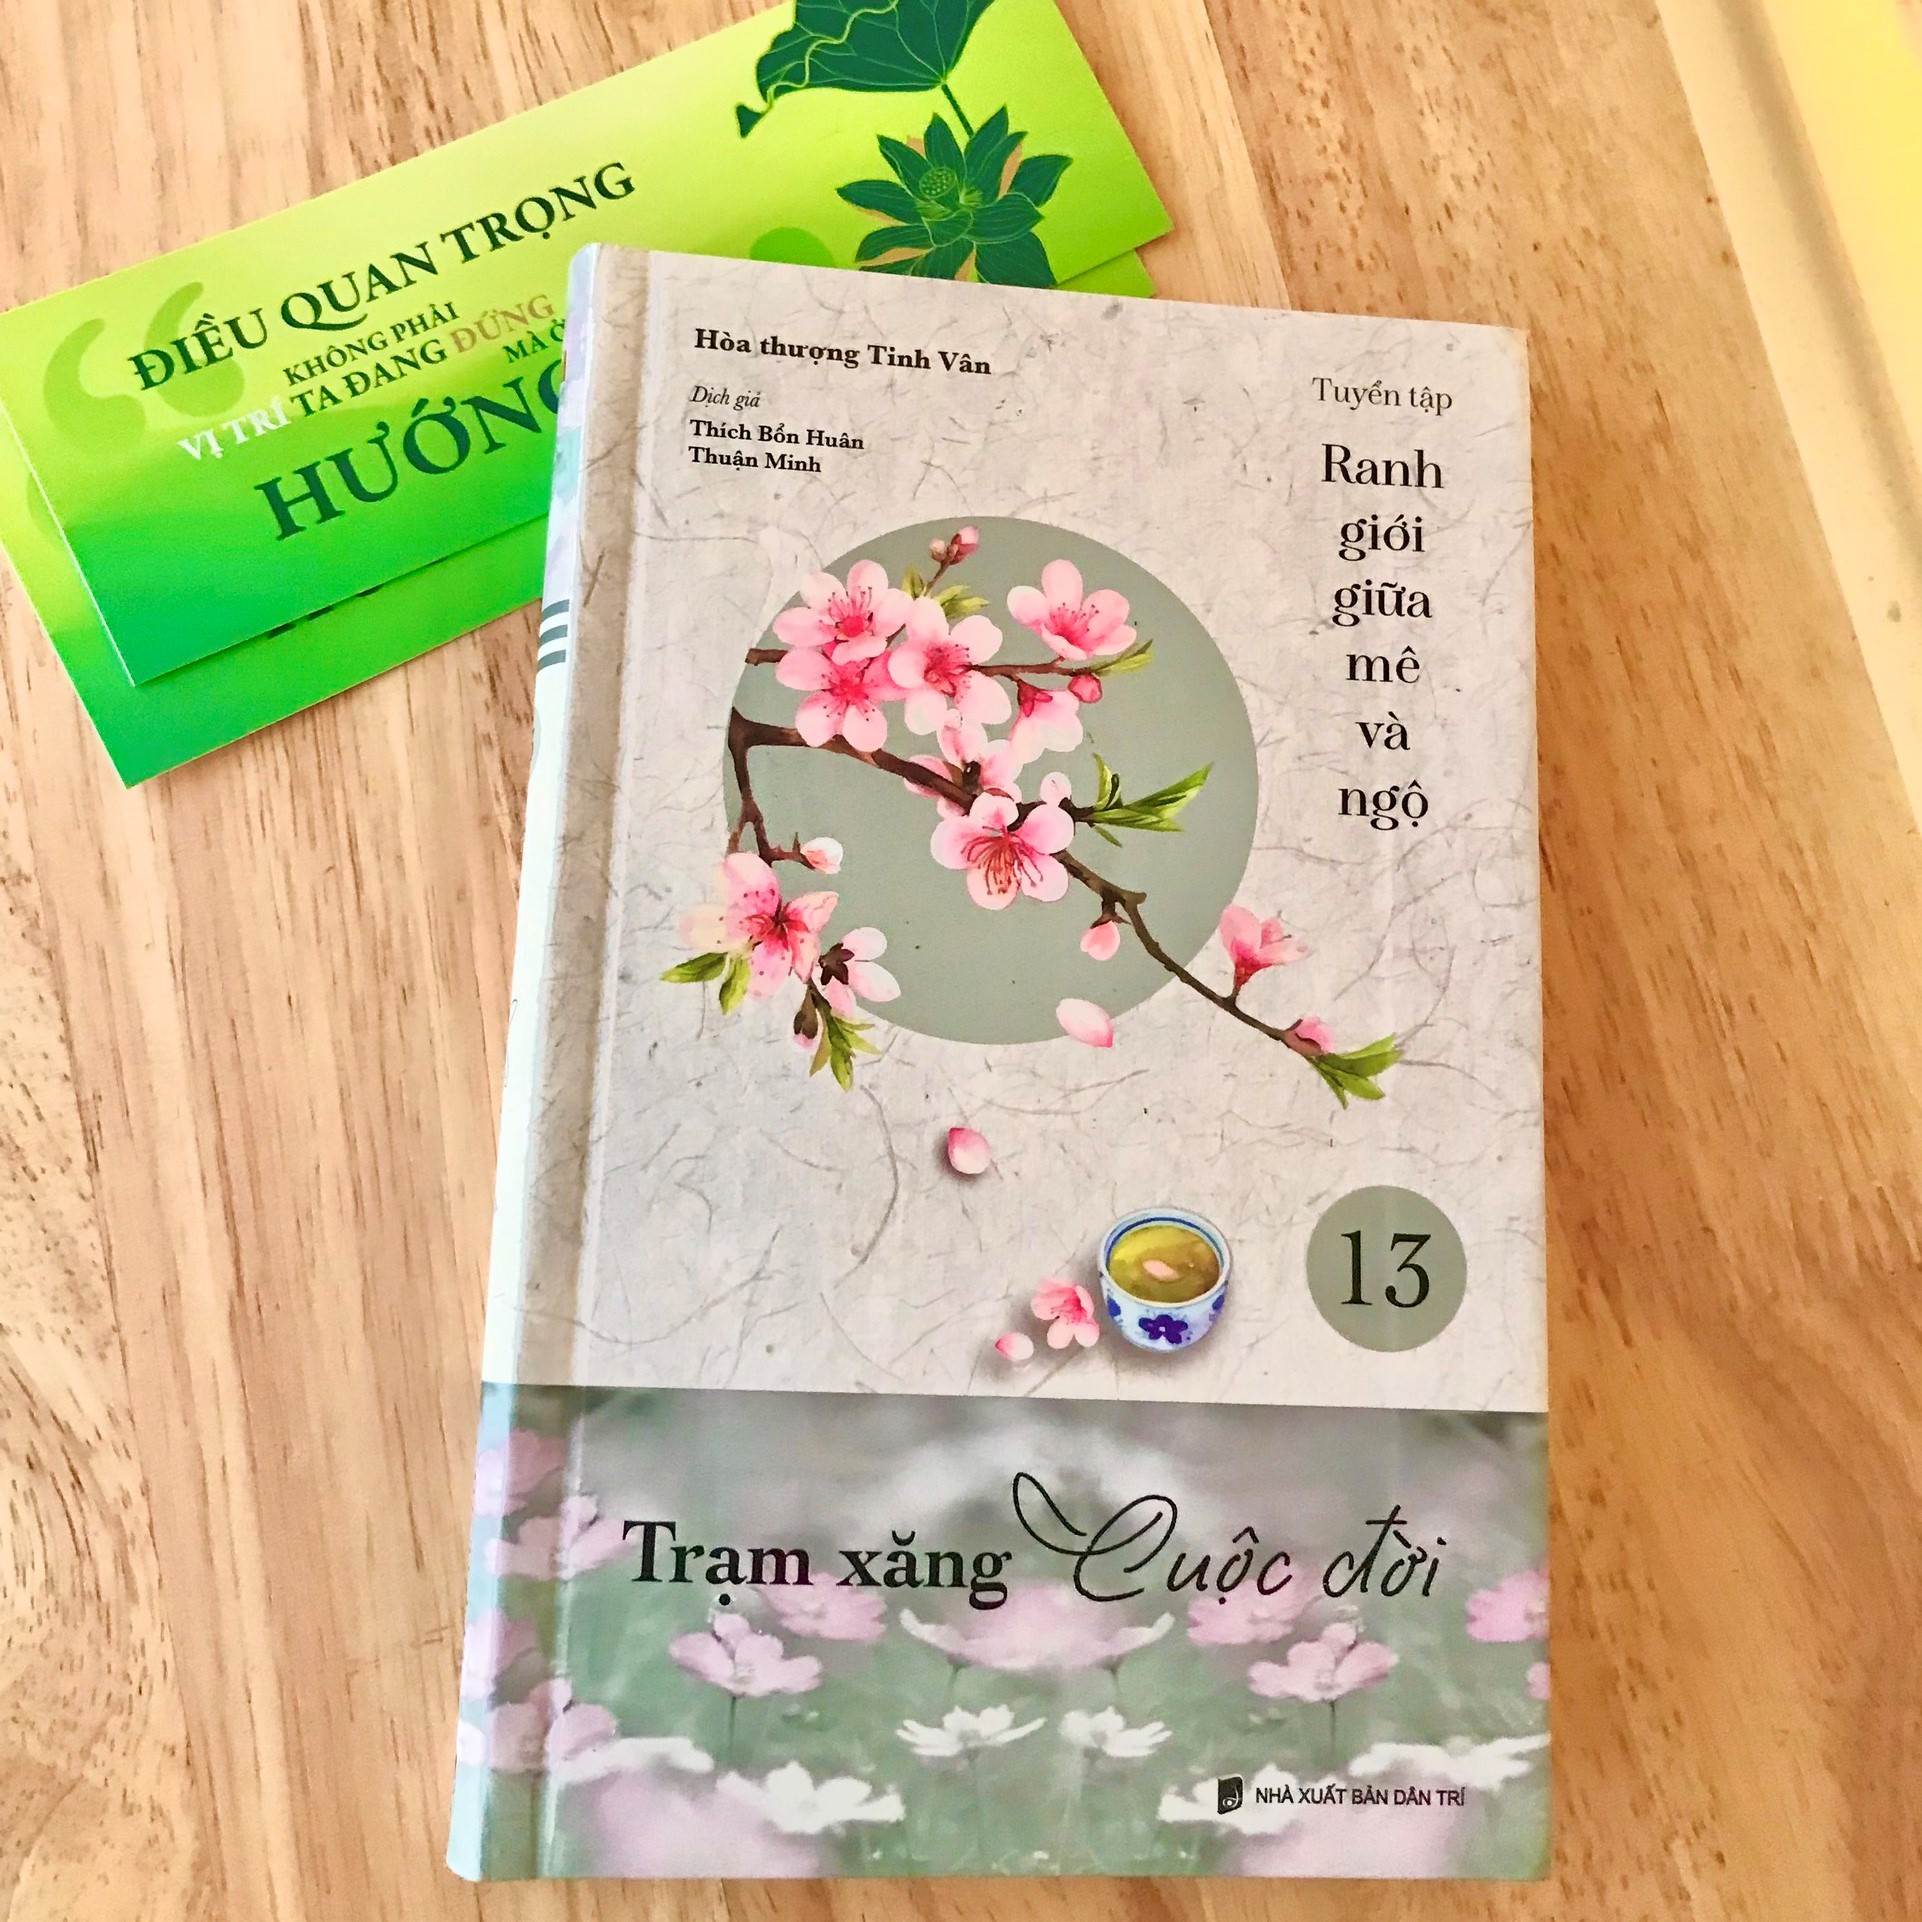 ĐIỀU QUAN TRỌNG
KHÔNG PHẢI
VỊ TRÍ TA ĐANG ĐỨNG
MÀ Ở
HƯỚNG
Hòa thượng Tinh Vân
Dịch giả
Thích Bổn Huân
Thuận Minh
Tuyển tập
Ranh
giới
giữa
mê
và
ngộ
13
Trạm xăng Cuộc đời
NHÀ XUẤT BẢN DÂN TRÍ